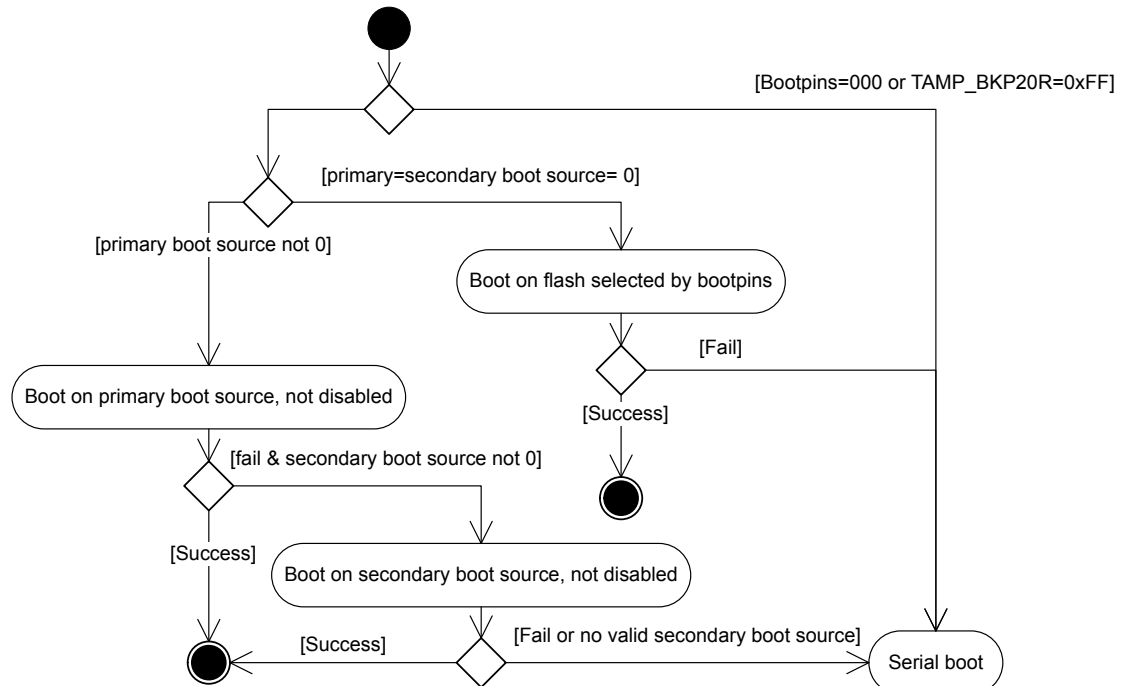 [Bootpins=000 or TAMP_BKP20R=0xFF]
[primary=secondary boot source= 0]
[primary boot source not 0]
Boot on flash selected by bootpins
[Fail]
Boot on primary boot source, not disabled
[Success]
[fail & secondary boot source not 0]
[Success]
Boot on secondary boot source, not disabled
[Success]
[Fail or no valid secondary boot source]
Serial boot